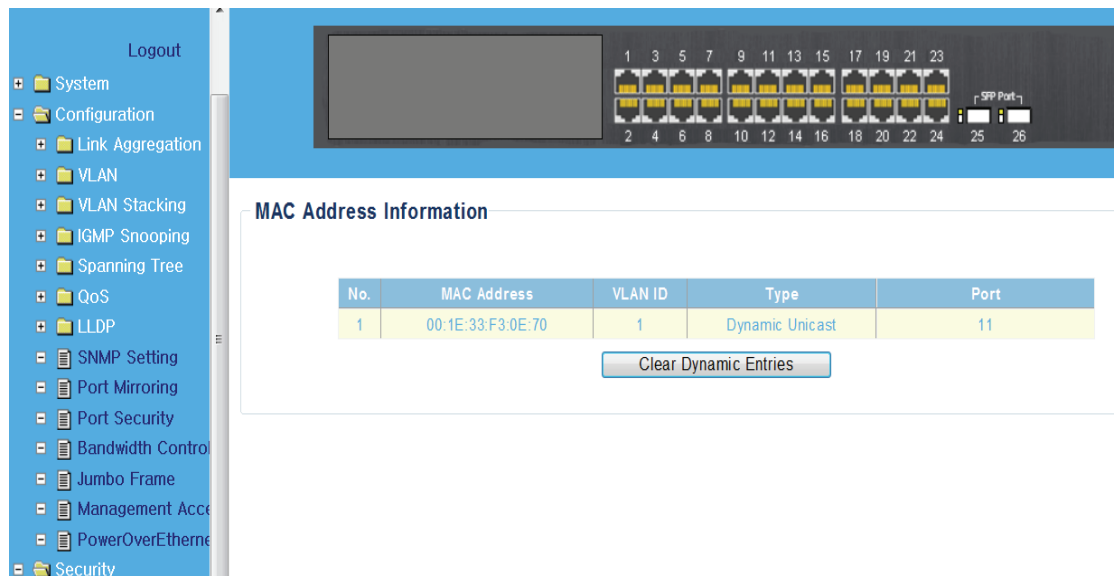 Logout
System
Configuration
Link Aggregation
VLAN
VLAN Stacking
IGMP Snooping
Spanning Tree
QoS
LLDP
SNMP Setting
Port Mirroring
Port Security
Bandwidth Control
Jumbo Frame
Management Acce
PowerOverEtherne
Security
1 3 5 7 9 11 13 15 17 19 21 23
SFP Port
2 4 6 8 10 12 14 16 18 20 22 24 25 26
MAC Address Information
No. MAC Address VLAN ID Type Port
1 00:1E:33:F3:0E:70 1 Dynamic Unicast 11
Clear Dynamic Entries